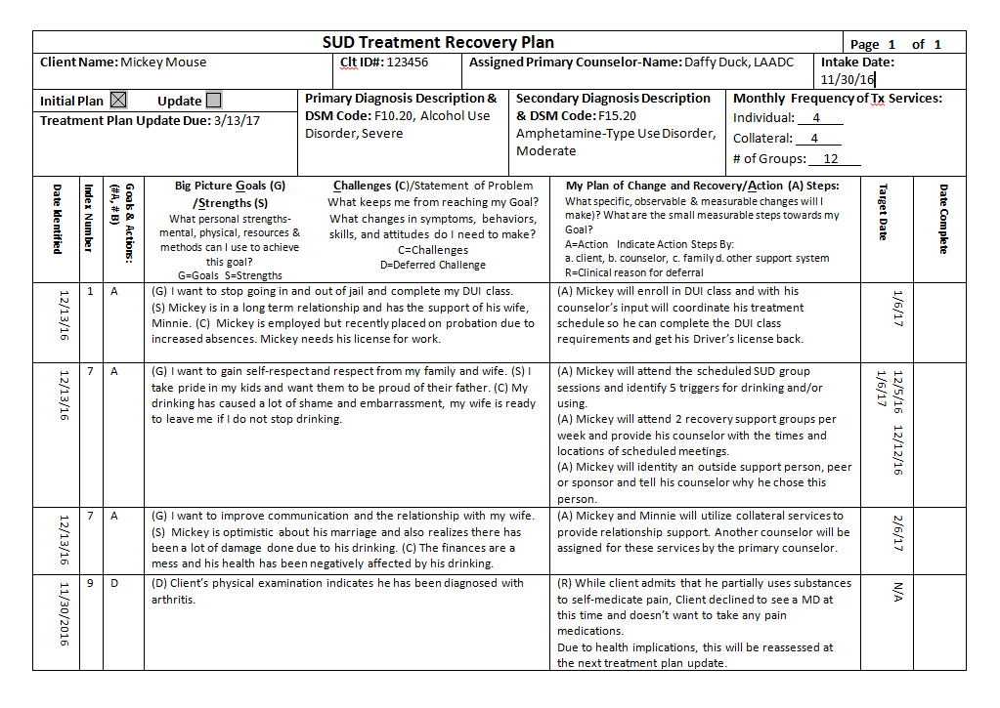 SUD Treatment Recovery Plan
Page 1 of 1
Client Name: Mickey Mouse
Clt ID#: 123456
Assigned Primary Counselor-Name: Daffy Duck, LAADC
Intake Date:
11/30/16
Initial Plan ☒ Update ☐
Treatment Plan Update Due: 3/13/17
Primary Diagnosis Description &
DSM Code: F10.20, Alcohol Use
Disorder, Severe
Secondary Diagnosis Description
& DSM Code: F15.20
Amphetamine-Type Use Disorder,
Moderate
Monthly Frequency of Tx Services:
Individual: 4
Collateral: 4
# of Groups: 12
Date Identified
Index Number
Goals & Actions:
(#A, # B)
Big Picture Goals (G)
/Strengths (S)
What personal strengths-
mental, physical, resources &
methods can I use to achieve
this goal?
G=Goals S=Strengths
Challenges (C)/Statement of Problem
What keeps me from reaching my Goal?
What changes in symptoms, behaviors,
skills, and attitudes do I need to make?
C=Challenges
D=Deferred Challenge
My Plan of Change and Recovery/Action (A) Steps:
What specific, observable & measurable changes will I
make)? What are the small measurable steps towards my
Goal?
A=Action Indicate Action Steps By:
a. client, b. counselor, c. family d. other support system
R=Clinical reason for deferral
Target Date
Date Complete
12/13/16
1
A
(G) I want to stop going in and out of jail and complete my DUI class.
(S) Mickey is in a long term relationship and has the support of his wife,
Minnie. (C) Mickey is employed but recently placed on probation due to
increased absences. Mickey needs his license for work.
(A) Mickey will enroll in DUI class and with his
counselor's input will coordinate his treatment
schedule so he can complete the DUI class
requirements and get his Driver's license back.
1/6/17
12/13/16
7
A
(G) I want to gain self-respect and respect from my family and wife. (S) I
take pride in my kids and want them to be proud of their father. (C) My
drinking has caused a lot of shame and embarrassment, my wife is ready
to leave me if I do not stop drinking.
(A) Mickey will attend the scheduled SUD group
sessions and identify 5 triggers for drinking and/or
using.
(A) Mickey will attend 2 recovery support groups per
week and provide his counselor with the times and
locations of scheduled meetings.
(A) Mickey will identity an outside support person, peer
or sponsor and tell his counselor why he chose this
person.
12/5/16 12/12/16
1/6/17
12/13/16
7
A
(G) I want to improve communication and the relationship with my wife.
(S) Mickey is optimistic about his marriage and also realizes there has
been a lot of damage done due to his drinking. (C) The finances are a
mess and his health has been negatively affected by his drinking.
(A) Mickey and Minnie will utilize collateral services to
provide relationship support. Another counselor will be
assigned for these services by the primary counselor.
2/6/17
11/30/2016
9
D
(D) Client's physical examination indicates he has been diagnosed with
arthritis.
(R) While client admits that he partially uses substances
to self-medicate pain, Client declined to see a MD at
this time and doesn't want to take any pain
medications.
Due to health implications, this will be reassessed at
the next treatment plan update.
N/A